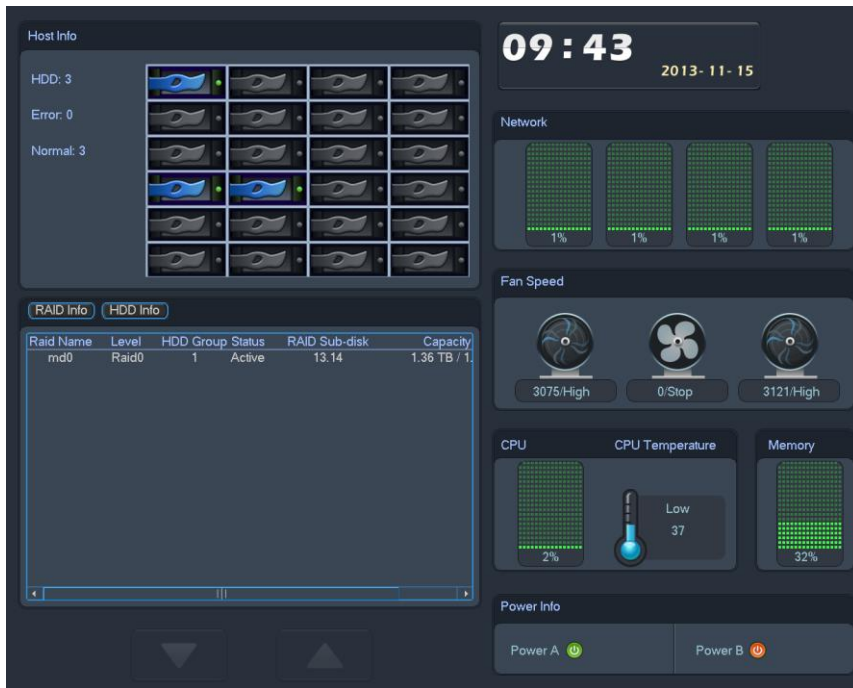 Host Info
HDD: 3
Error: 0
Normal: 3
RAID Info HDD Info
Raid Name Level HDD Group Status RAID Sub-disk Capacity
md0 Raid0 1 Active 13.14 1.36 TB / 1.
09:43
2013-11-15
Network
1% 1% 1% 1%
Fan Speed
3075/High 0/Stop 3121/High
CPU CPU Temperature
2%
Low
37
Memory
32%
Power Info
Power A Power B